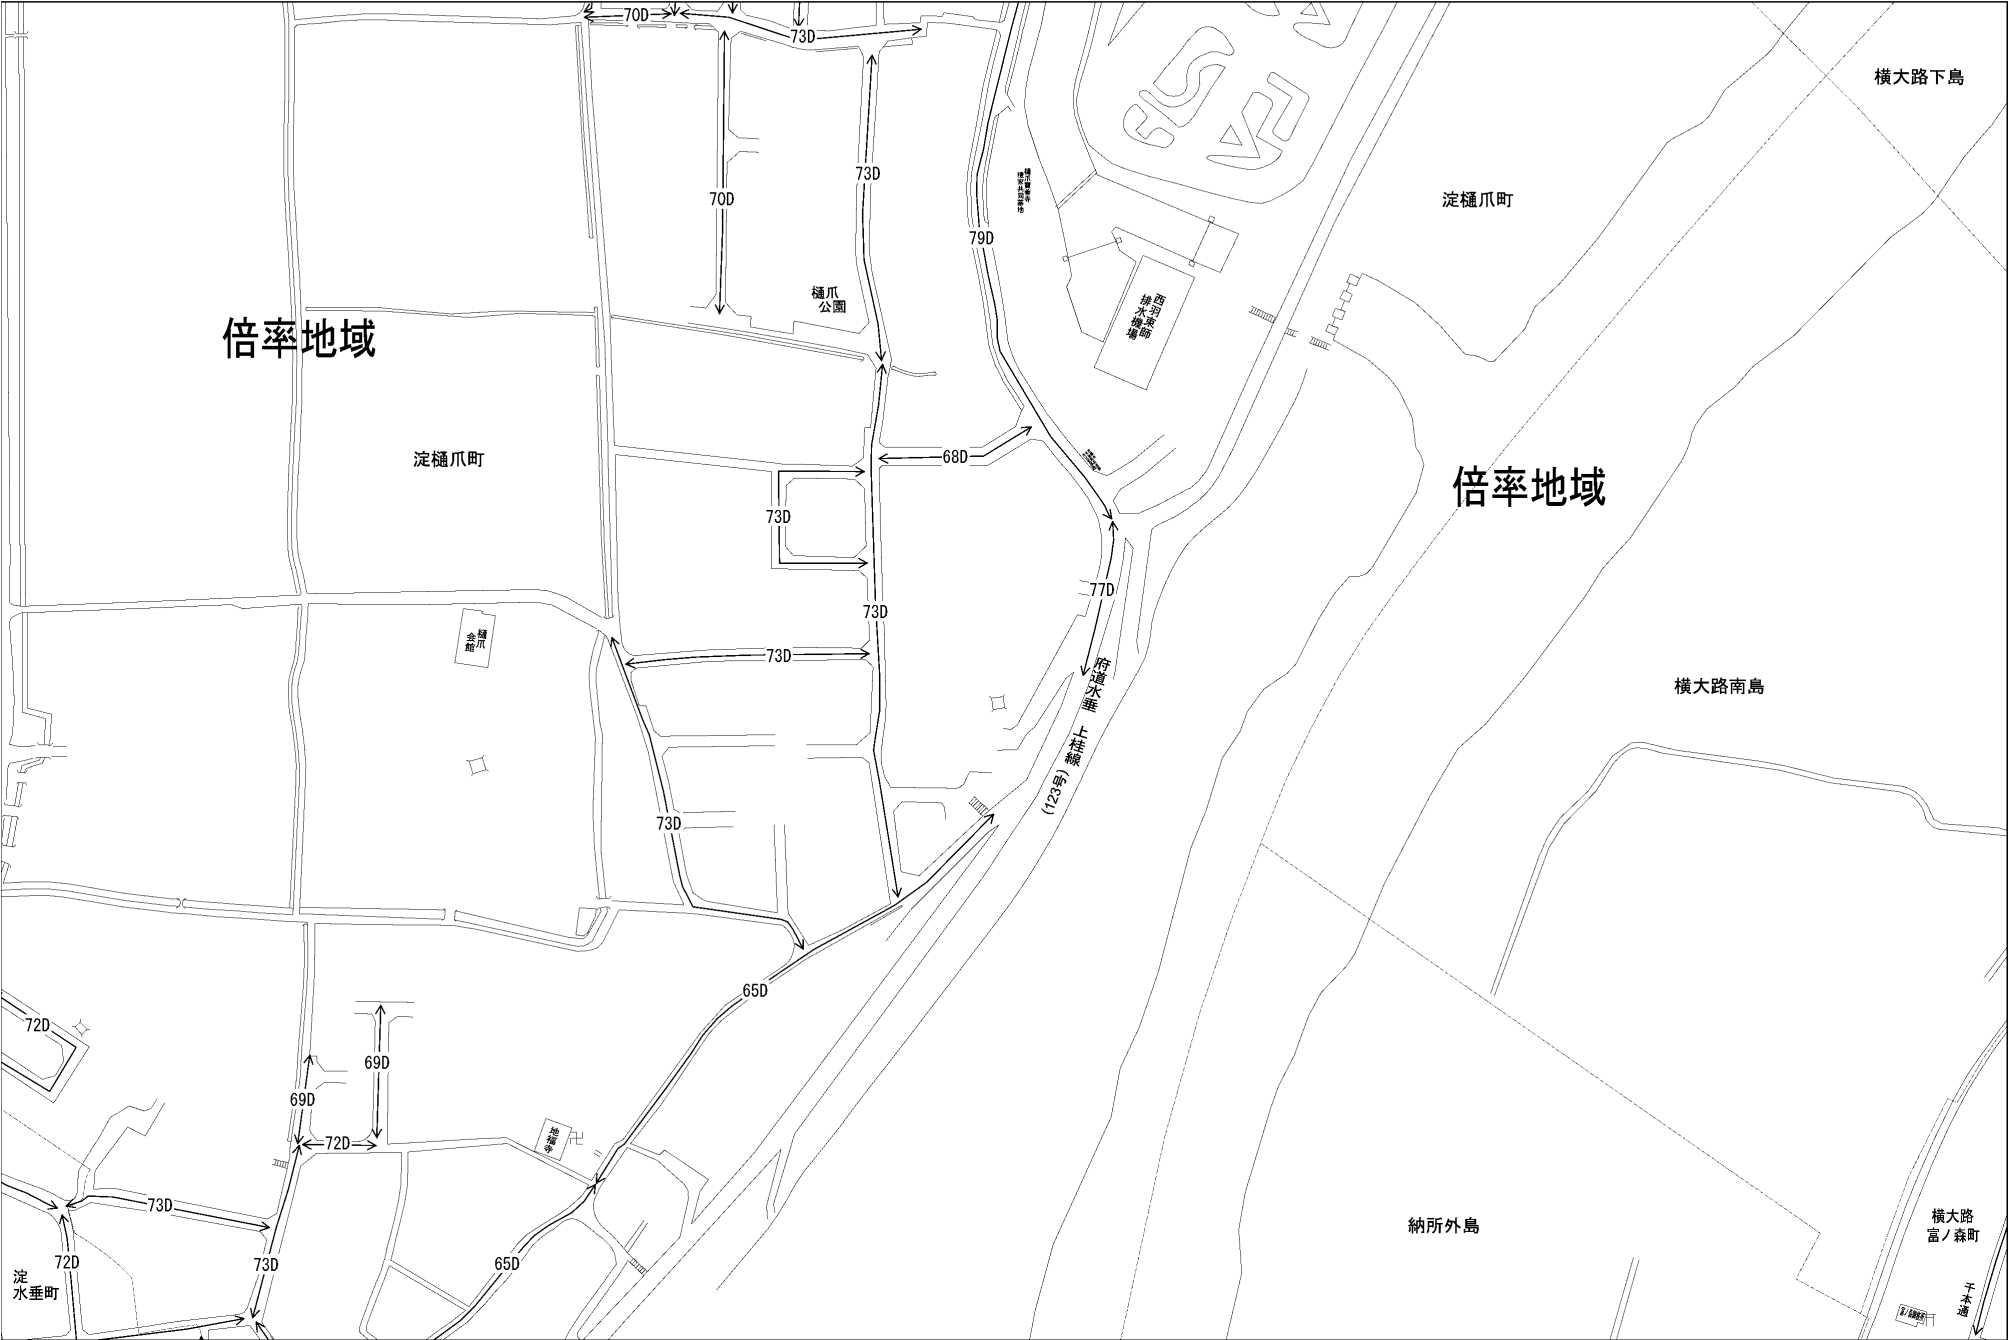 70D
73D
横大路下島
73D
70D
樋爪
公園
79D
淀樋爪町
西羽束師
排水機場
倍率地域
淀樋爪町
68D
倍率地域
73D
77D
73D
樋爪
会館
73D
府道水垂 上桂線
(123号)
横大路南島
73D
65D
72D
69D
69D
72D
地福寺
73D
72D
73D
65D
淀
水垂町
納所外島
横大路
富ノ森町
千本通